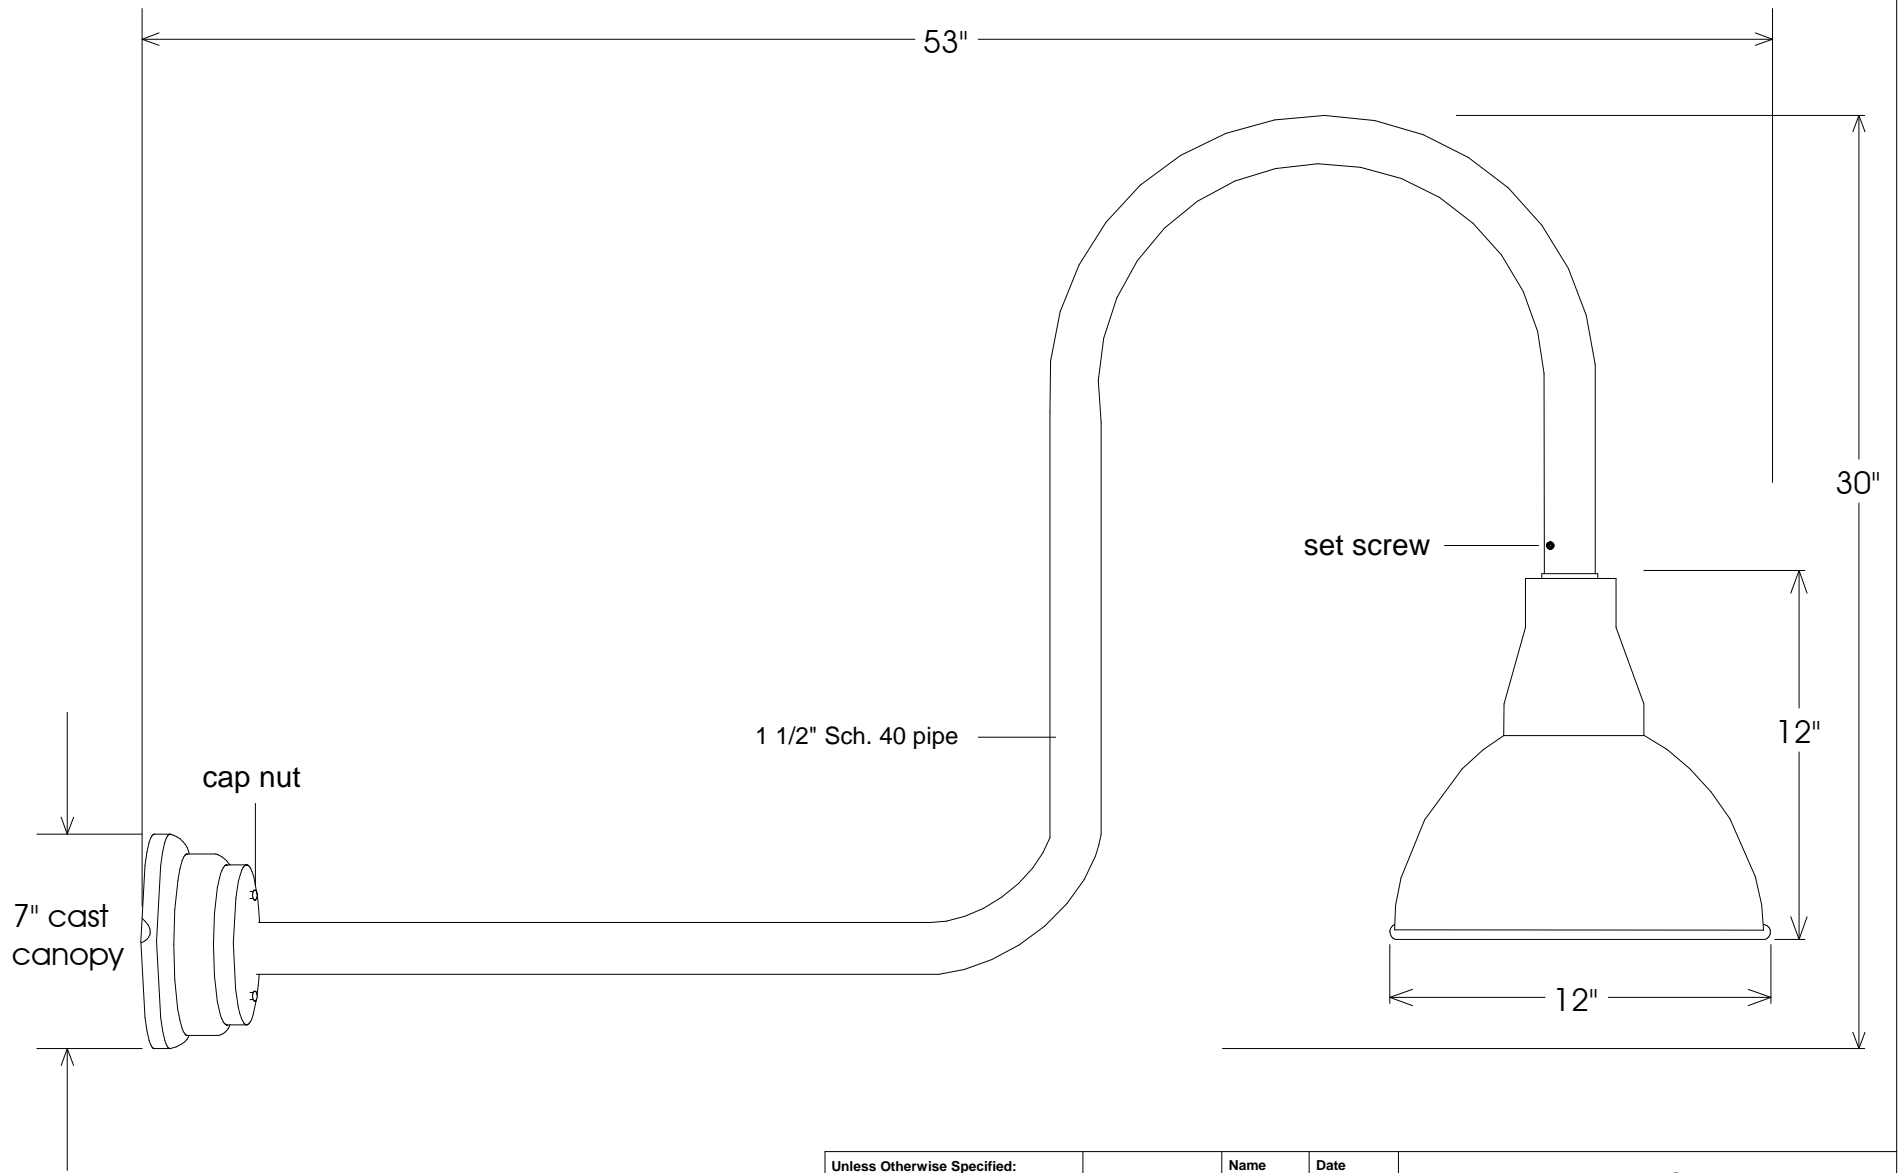 53"
30"
set screw
12"
1 1/2" Sch. 40 pipe
cap nut
7" cast
canopy
12"
Unless Otherwise Specified:
Name
Date